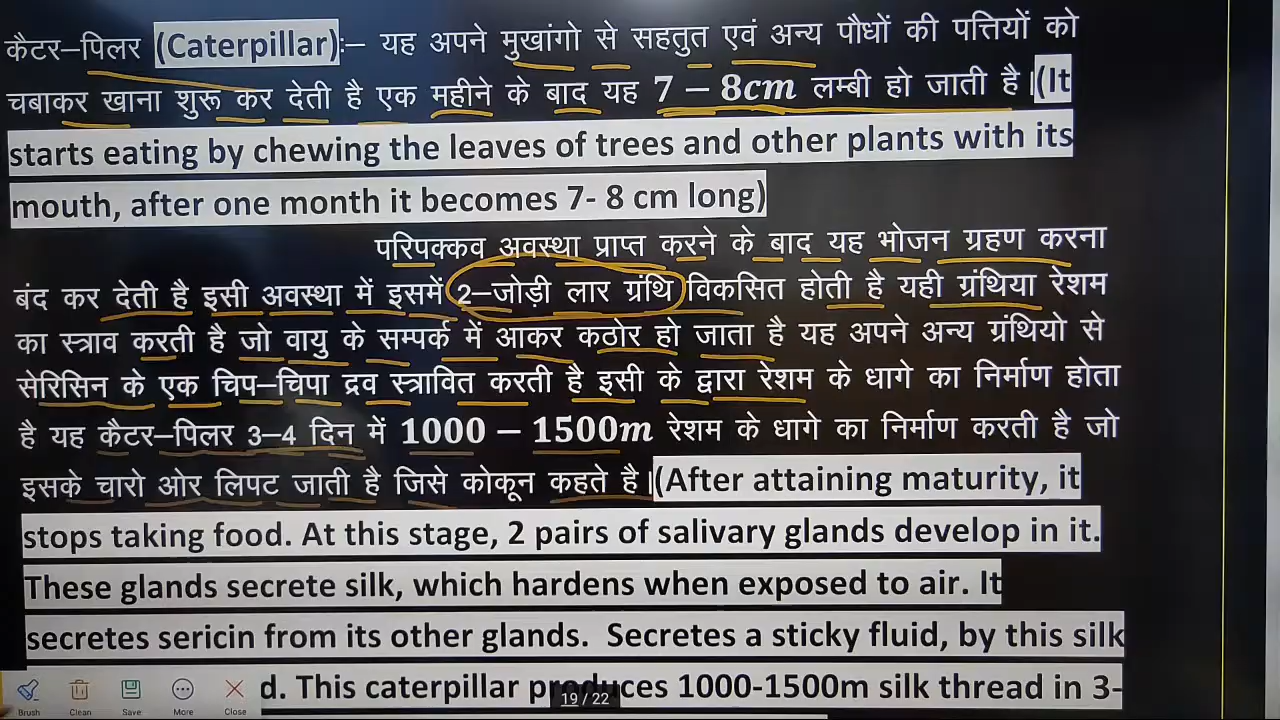 कैटर–पिलर (Caterpillar):– यह अपने मुखांगो से सहतुत एवं अन्य पौधों की पत्तियों को
चबाकर खाना शुरू कर देती है एक महीने के बाद यह 7 – 8cm लम्बी हो जाती है।(It
starts eating by chewing the leaves of trees and other plants with its
mouth, after one month it becomes 7- 8 cm long)
परिपक्कव अवस्था प्राप्त करने के बाद यह भोजन ग्रहण करना
बंद कर देती है इसी अवस्था में इसमें 2–जोड़ी लार ग्रंथि विकसित होती है यही ग्रंथिया रेशम
का स्त्राव करती है जो वायु के सम्पर्क में आकर कठोर हो जाता है यह अपने अन्य ग्रंथियो से
सेरिसिन के एक चिप–चिपा द्रव स्त्रावित करती है इसी के द्वारा रेशम के धागे का निर्माण होता
है यह कैटर–पिलर 3–4 दिन में 1000 – 1500m रेशम के धागे का निर्माण करती है जो
इसके चारो ओर लिपट जाती है जिसे कोकून कहते है।(After attaining maturity, it
stops taking food. At this stage, 2 pairs of salivary glands develop in it.
These glands secrete silk, which hardens when exposed to air. It
secretes sericin from its other glands.  Secretes a sticky fluid, by this silk
d. This caterpillar produces 1000-1500m silk thread in 3-
19 / 22
Brush Clean Save More Close